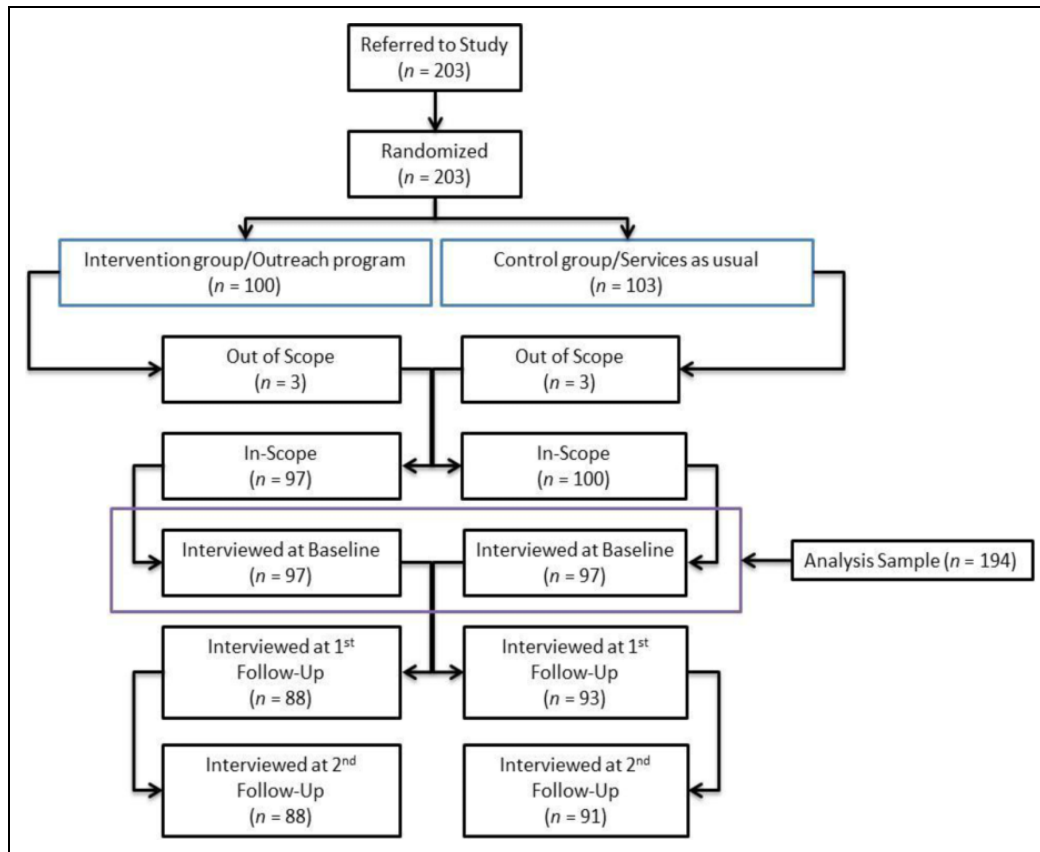 Referred to Study
(n = 203)
Randomized
(n = 203)
Intervention group/Outreach program
(n = 100)
Control group/Services as usual
(n = 103)
Out of Scope
(n = 3)
Out of Scope
(n = 3)
In-Scope
(n = 97)
In-Scope
(n = 100)
Interviewed at Baseline
(n = 97)
Interviewed at Baseline
(n = 97)
Analysis Sample (n = 194)
Interviewed at 1st
Follow-Up
(n = 88)
Interviewed at 1st
Follow-Up
(n = 93)
Interviewed at 2nd
Follow-Up
(n = 88)
Interviewed at 2nd
Follow-Up
(n = 91)